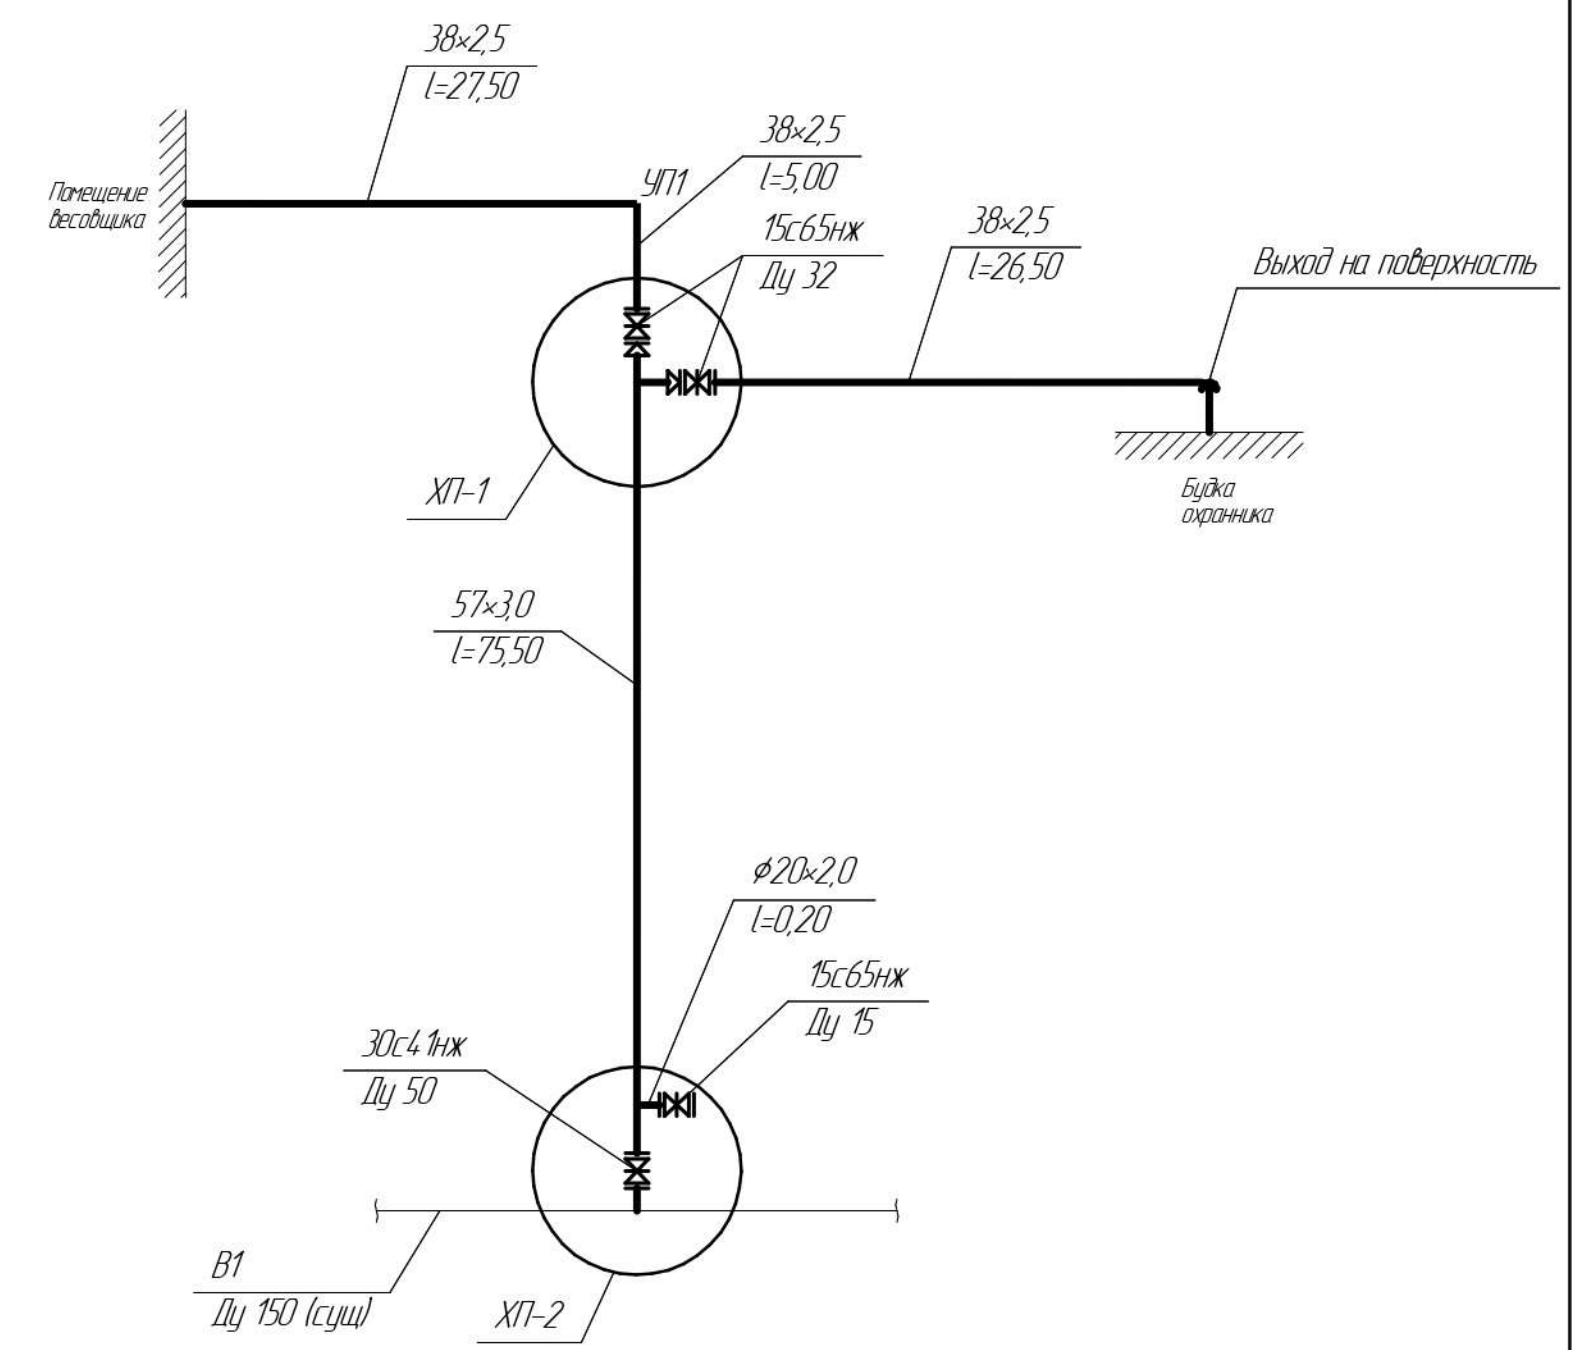 38×2,5
l=27,50
38×2,5
l=5,00
УП1
Помещение
весовщика
15с65нж
Ду 32
38×2,5
l=26,50
Выход на поверхность
ХП-1
Будка
охранника
57×3,0
l=75,50
ϕ20×2,0
l=0,20
15с65нж
Ду 15
30с41нж
Ду 50
В1
Ду 150 (сущ)
ХП-2